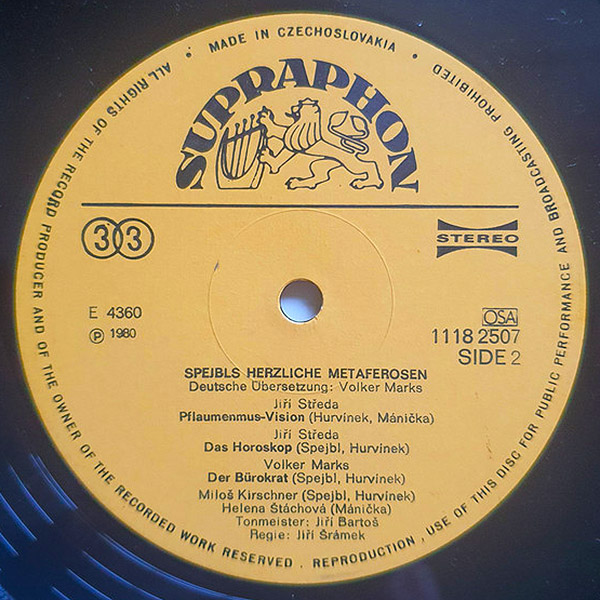 MADE IN CZECHOSLOVAKIA
ALL RIGHTS OF THE RECORD PRODUCER AND OF THE OWNER OF THE RECORDED WORK RESERVED . REPRODUCTION , USE OF THIS DISC FOR PUBLIC PERFORMANCE AND BROADCASTING PROHIBITED
SUPRAPHON
33
STEREO
E 4360
℗ 1980
OSA
1118 2507
SIDE 2
SPEJBLS HERZLICHE METAFEROSEN
Deutsche Übersetzung: Volker Marks
Jiří Středa
Pflaumenmus-Vision (Hurvínek, Mánička)
Jiří Středa
Das Horoskop (Spejbl, Hurvínek)
Volker Marks
Der Bürokrat (Spejbl, Hurvínek)
Miloš Kirschner (Spejbl, Hurvínek)
Helena Štáchová (Mánička)
Tonmeister: Jiří Bartoš
Regie: Jiří Šrámek